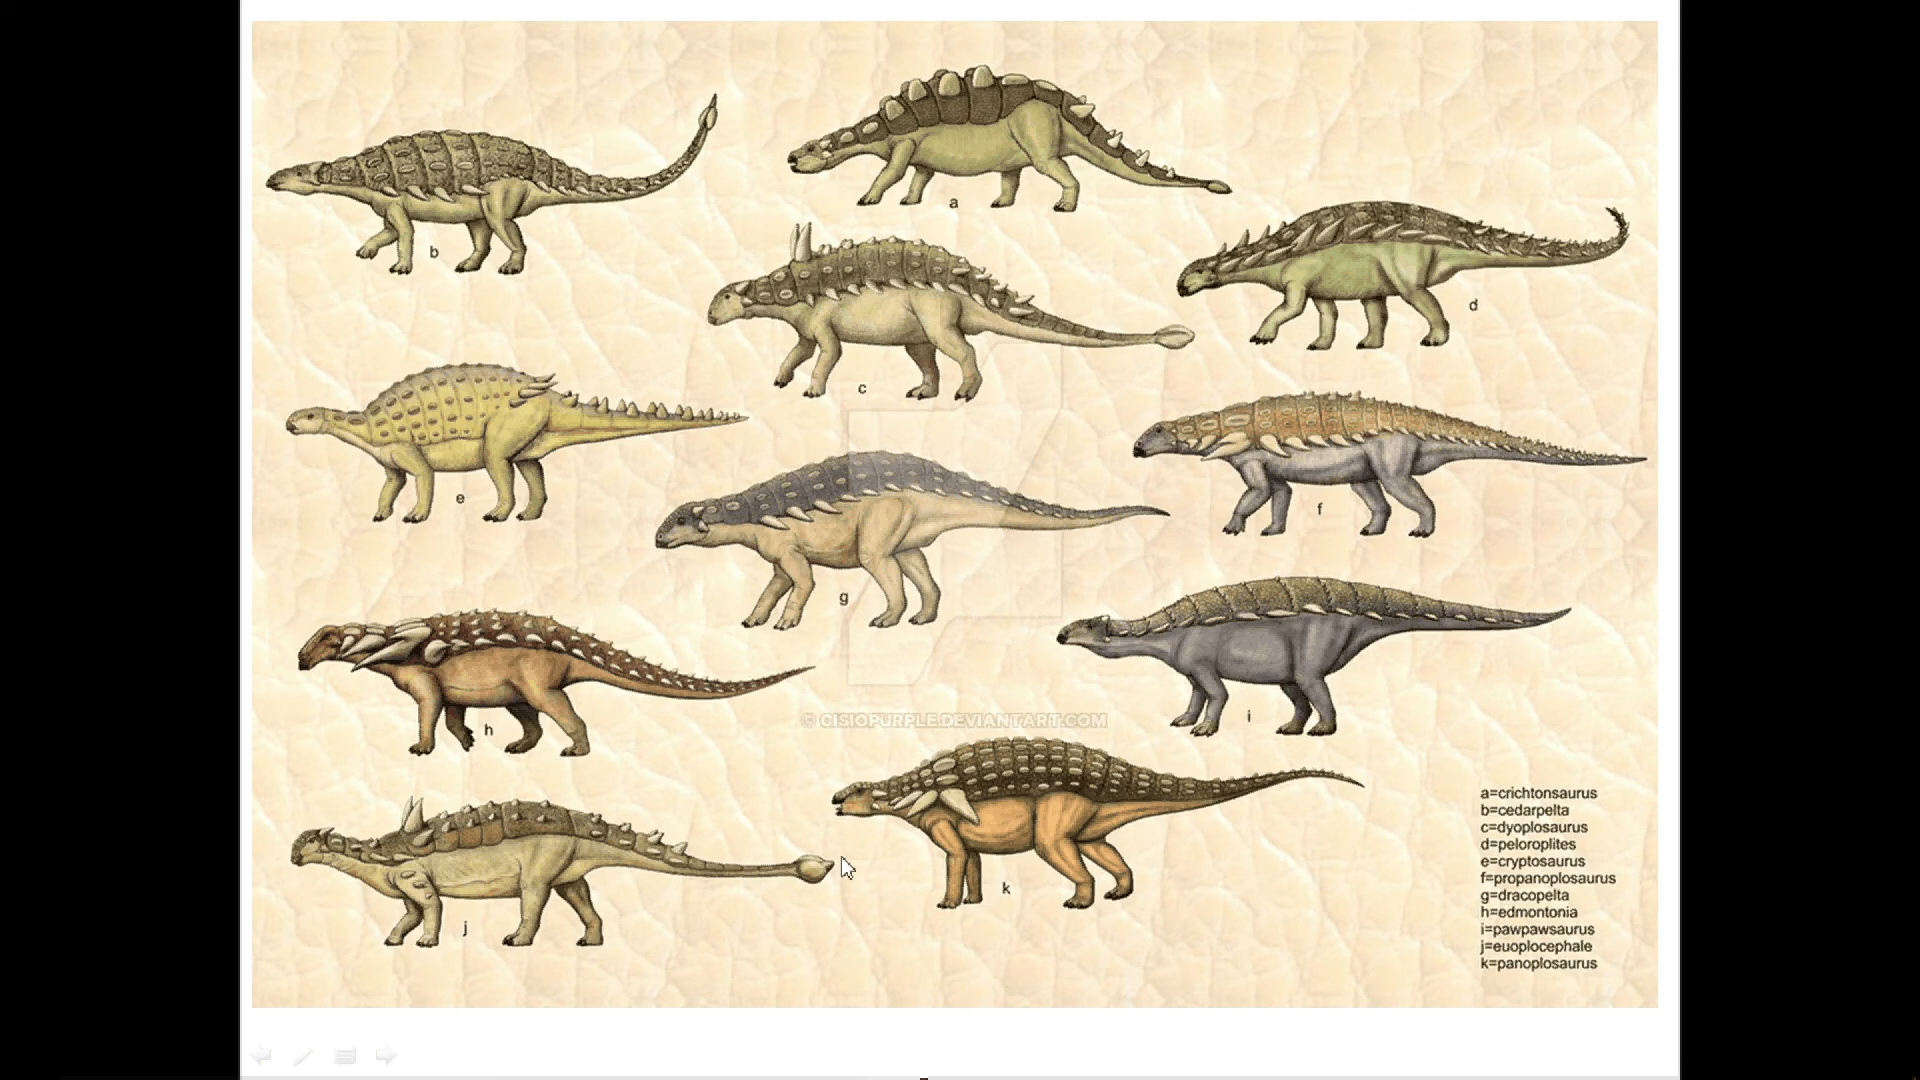 b
a
d
c
e
f
g
h
i
© CISIOPURPLE.DEVIANTART.COM
k
j
a=crichtonsaurus
b=cedarpelta
c=dyoplosaurus
d=peloroplites
e=cryptosaurus
f=propanoplosaurus
g=dracopelta
h=edmontonia
i=pawpawsaurus
j=euoplocephale
k=panoplosaurus